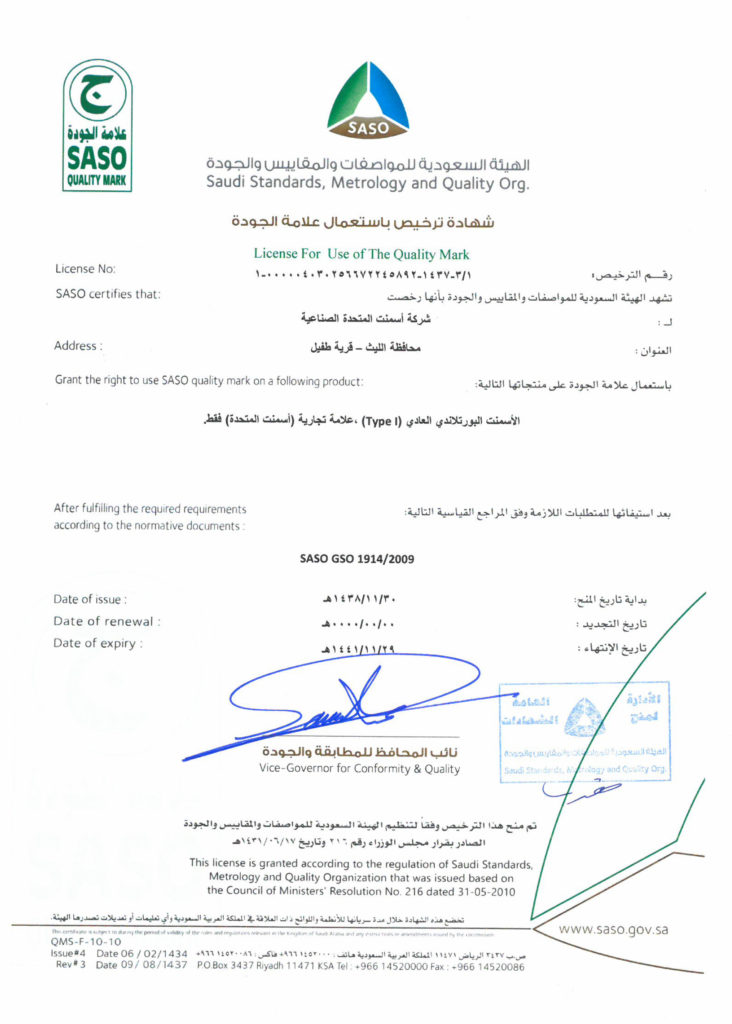 ج
علامة الجودة
SASO
QUALITY MARK
SASO
الهيئة السعودية للمواصفات والمقاييس والجودة
Saudi Standards, Metrology and Quality Org.
شهادة ترخيص باستعمال علامة الجودة
License For Use of The Quality Mark
License No:
١-٠٠٠٠٠٤٠٣٠٢٥٦٦٧٢٢٤٥٨٩٢-١٤٣٧-٣/١
رقم الترخيص:
SASO certifies that:
تشهد الهيئة السعودية للمواصفات والمقاييس والجودة بأنها رخصت
شركة أسمنت المتحدة الصناعية
لـ :
Address :
محافظة الليث – قرية طفيل
العنوان :
Grant the right to use SASO quality mark on a following product:
باستعمال علامة الجودة على منتجاتها التالية:
الأسمنت البورتلاندي العادي (Type I) ،علامة تجارية (أسمنت المتحدة) فقط.
After fulfilling the required requirements
according to the normative documents :
بعد استيفائها للمتطلبات اللازمة وفق المراجع القياسية التالية:
SASO GSO 1914/2009
Date of issue :
١٤٣٨/١١/٣٠هـ
بداية تاريخ المنح:
Date of renewal :
٠٠٠٠/٠٠/٠٠هـ
تاريخ التجديد :
Date of expiry :
١٤٤١/١١/٢٩هـ
تاريخ الإنتهاء :
الإدارة العامة
لمنح الشهادات
الهيئة السعودية للمواصفات والمقاييس والجودة
Saudi Standards, Metrology and Quality Org.
نائب المحافظ للمطابقة والجودة
Vice-Governor for Conformity & Quality
تم منح هذا الترخيص وفقاً لتنظيم الهيئة السعودية للمواصفات والمقاييس والجودة
الصادر بقرار مجلس الوزراء رقم ٢١٦ وتاريخ ١٤٣١/٠٦/١٧هـ
This license is granted according to the regulation of Saudi Standards,
Metrology and Quality Organization that was issued based on
the Council of Ministers' Resolution No. 216 dated 31-05-2010
تخضع هذه الشهادة خلال مدة سريانها للأنظمة واللوائح ذات العلاقة في المملكة العربية السعودية وأي تعليمات أو تعديلات تصدرها الهيئة.
This certificate is subject to during the period of validity of the rules and regulations relevant in the Kingdom of Saudi Arabia and any instructions or amendments issued by the
www.saso.gov.sa
QMS-F-10-10
Issue#4 Date 06 / 02/1434
ص.ب ٣٤٣٧ الرياض ١١٤٧١ المملكة العربية السعودية هاتف : ١٤٥٢٠٠٠٠ ٩٦٦+ فاكس : ١٤٥٢٠٠٨٦ ٩٦٦+
Rev# 3 Date 09/ 08/1437 P.O.Box 3437 Riyadh 11471 KSA Tel : +966 14520000 Fax : +966 14520086